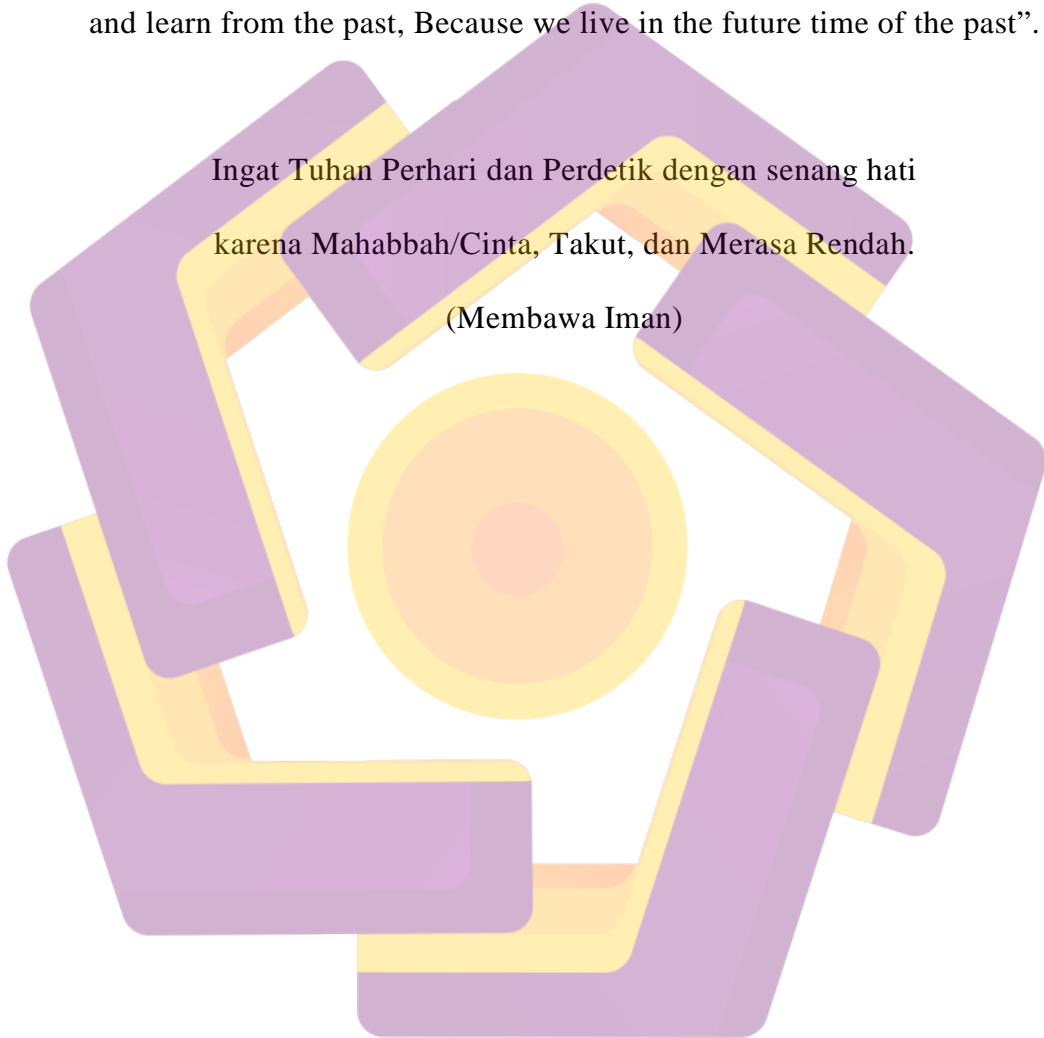 and learn from the past, Because we live in the future time of the past”.
Ingat Tuhan Perhari dan Perdetik dengan senang hati
karena Mahabbah/Cinta, Takut, dan Merasa Rendah.
(Membawa Iman)